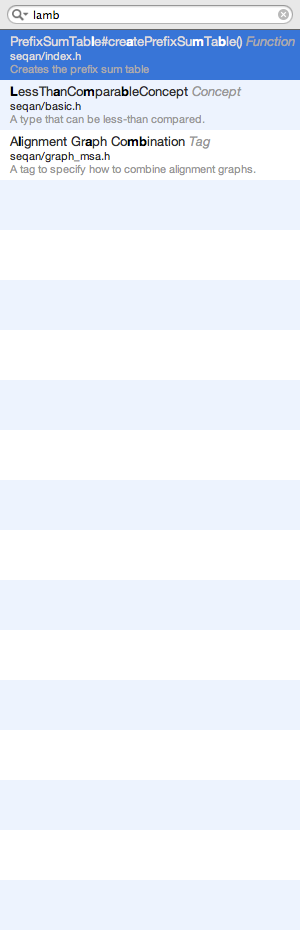 lamb
PrefixSumTable#createPrefixSumTable() Function
seqan/index.h
Creates the prefix sum table
LessThanComparableConcept Concept
seqan/basic.h
A type that can be less-than compared.
Alignment Graph Combination Tag
seqan/graph_msa.h
A tag to specify how to combine alignment graphs.